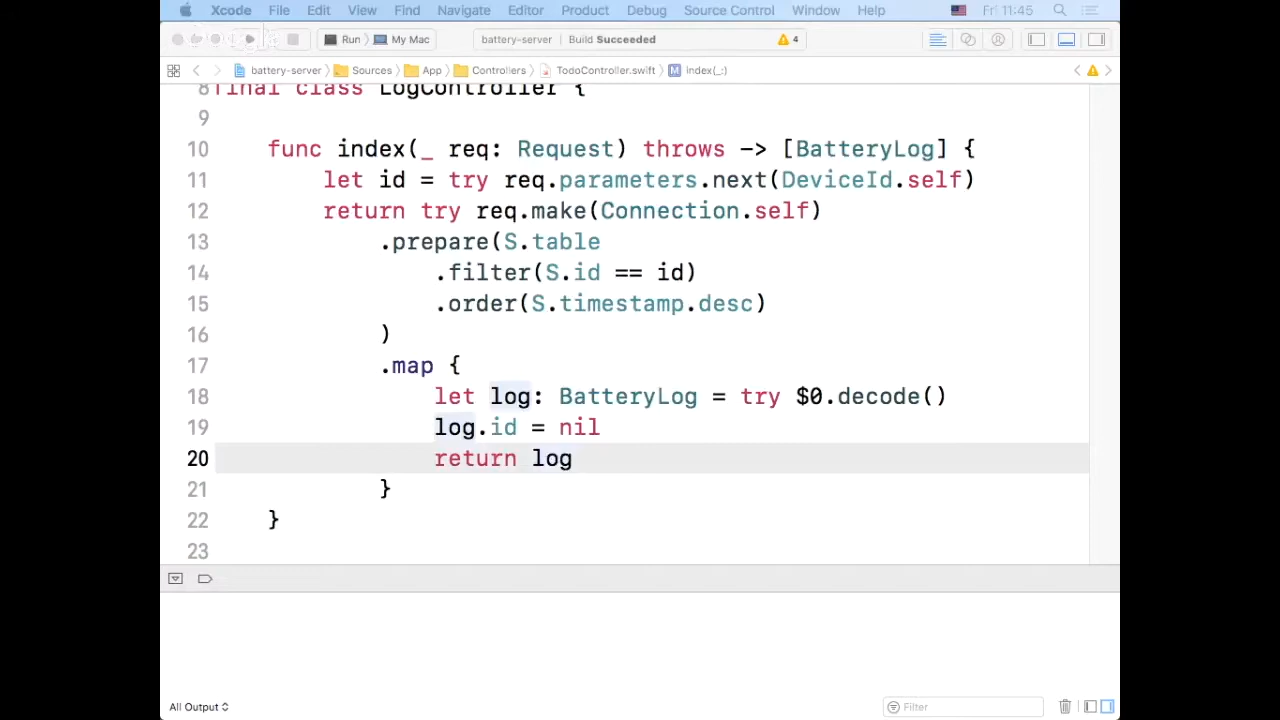 Xcode File Edit View Find Navigate Editor Product Debug Source Control Window Help Fri 11:45
Run My Mac battery-server Build Succeeded 4
battery-server Sources App Controllers TodoController.swift M index(_:)
8 final class LogController {
9
10 func index(_ req: Request) throws -> [BatteryLog] {
11 let id = try req.parameters.next(DeviceId.self)
12 return try req.make(Connection.self)
13 .prepare(S.table
14 .filter(S.id == id)
15 .order(S.timestamp.desc)
16 )
17 .map {
18 let log: BatteryLog = try $0.decode()
19 log.id = nil
20 return log
21 }
22 }
23
All Output Filter